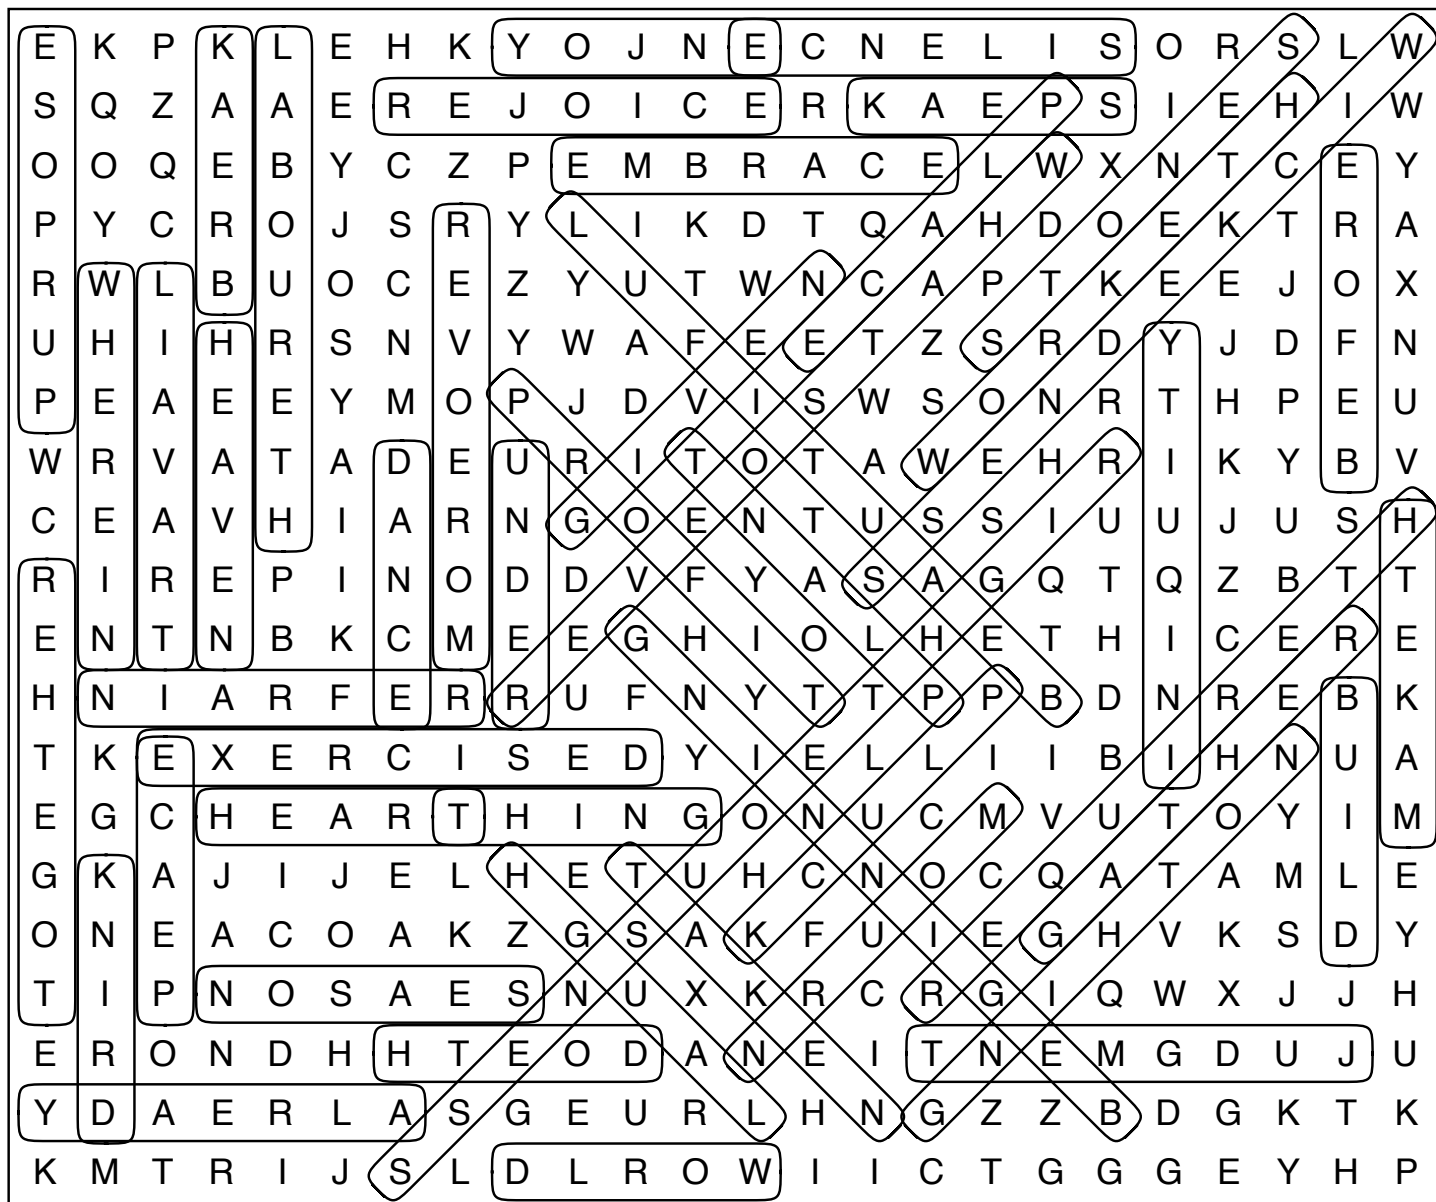 E K P K L E H K Y O J N E C N E L I S O R S L W
S Q Z A A E R E J O I C E R K A E P S I E H I W
O O Q E B Y C Z P E M B R A C E L W X N T C E Y
P Y C R O J S R Y L I K D T Q A H D O E K T R A
R W L B U O C E Z Y U T W N C A P T K E E J O X
U H I H R S N V Y W A F E E T Z S R D Y J D F N
P E A E E Y M O P J D V I S W S O N R T H P E U
W R V A T A D E U R I T O T A W E H R I K Y B V
C E A V H I A R N G O E N T U S S I U U J U S H
R I R E P I N O D D V F Y A S A G Q T Q Z B T T
E N T N B K C M E E G H I O L H E T H I C E R E
H N I A R F E R R U F N Y T T P P B D N R E B K
T K E X E R C I S E D Y I E L L I I B I H N U A
E G C H E A R T H I N G O N U C M V U T O Y I M
G K A J I J E L H E T U H C N O C Q A T A M L E
O N E A C O A K Z G S A K F U I E G H V K S D Y
T I P N O S A E S N U X K R C R G I Q W X J J H
E R O N D H H T E O D A N E I T N E M G D U J U
Y D A E R L A S G E U R L H N G Z Z B D G K T K
K M T R I J S L D L R O W I I C T G G G E Y H P